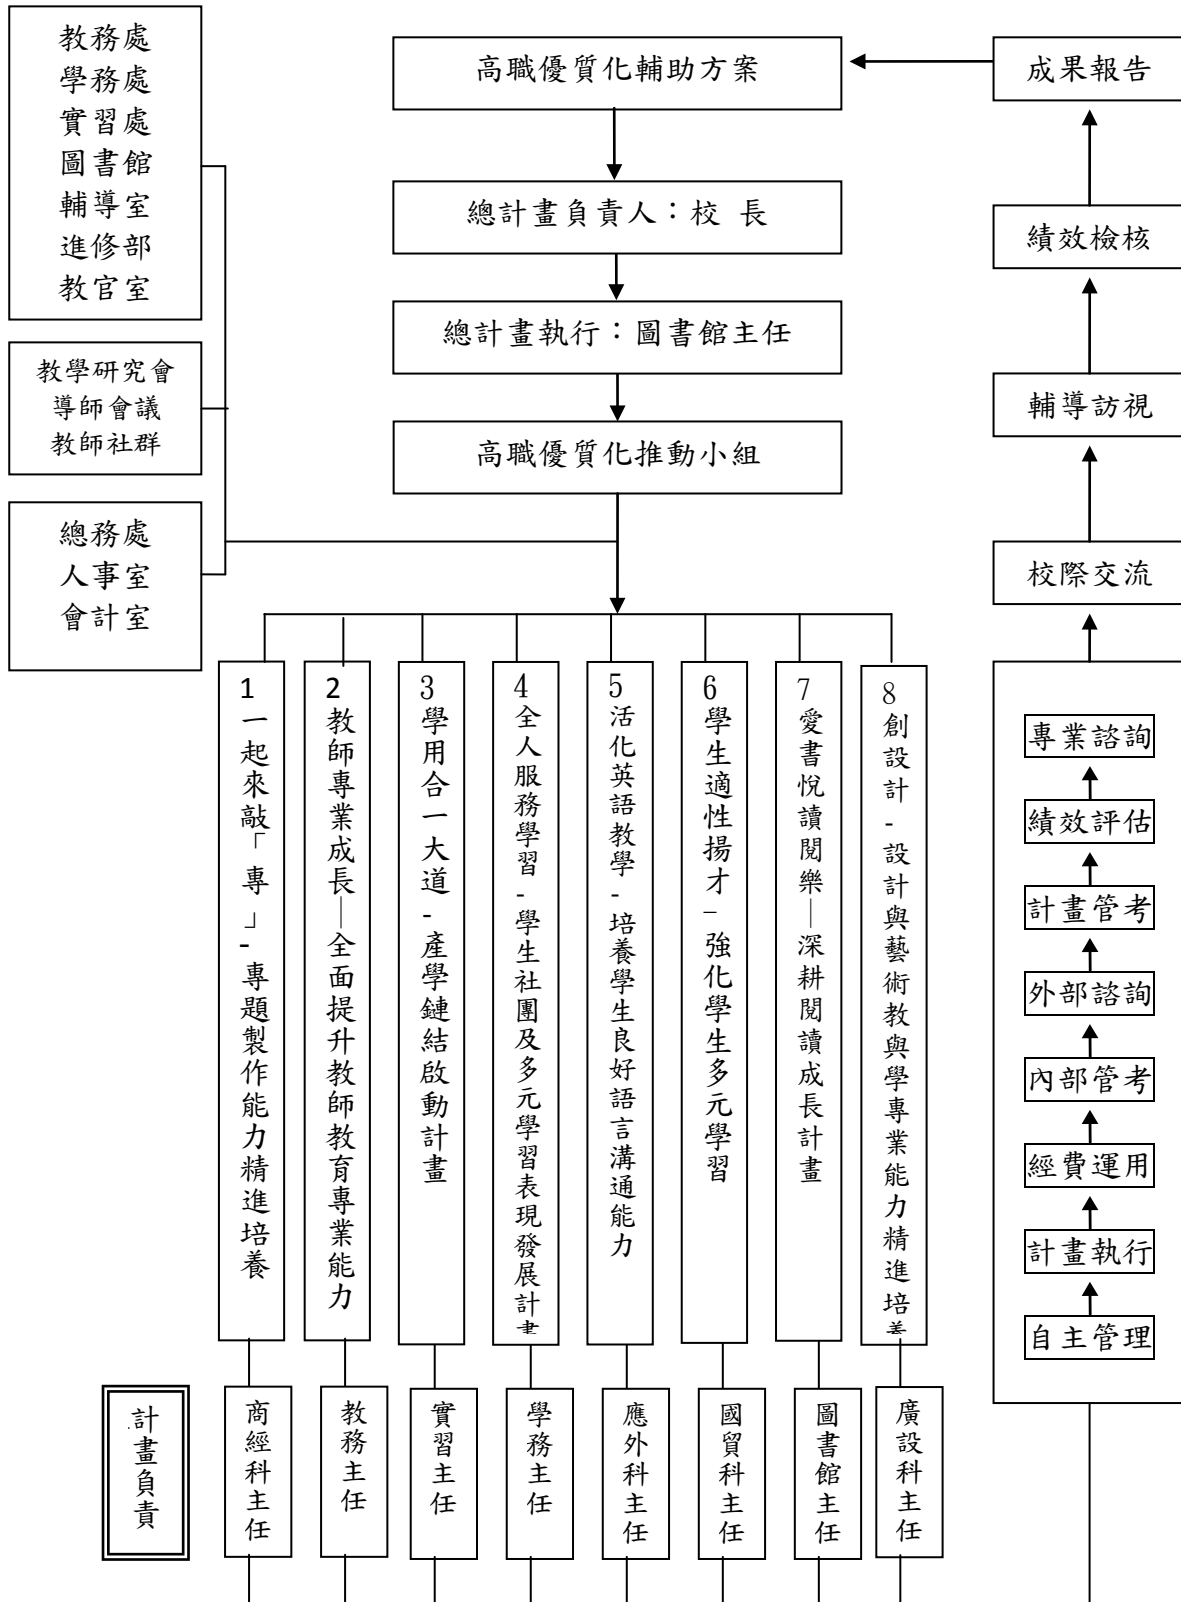 教務處
學務處
實習處
圖書館
輔導室
進修部
教官室
教學研究會
導師會議
教師社群
總務處
人事室
會計室
高職優質化輔助方案
總計畫負責人：校 長
總計畫執行：圖書館主任
高職優質化推動小組
成果報告
績效檢核
輔導訪視
校際交流
專業諮詢
績效評估
計畫管考
外部諮詢
內部管考
經費運用
計畫執行
自主管理
1一起來敲「專」-專題製作能力精進培養
2教師專業成長—全面提升教師教育專業能力
3學用合一大道-產學鏈結啟動計畫
4全人服務學習-學生社團及多元學習表現發展計畫
5活化英語教學-培養學生良好語言溝通能力
6學生適性揚才–強化學生多元學習
7愛書悅讀閱樂—深耕閱讀成長計畫
8創設計-設計與藝術教與學專業能力精進培養
計畫負責
商經科主任
教務主任
實習主任
學務主任
應外科主任
國貿科主任
圖書館主任
廣設科主任